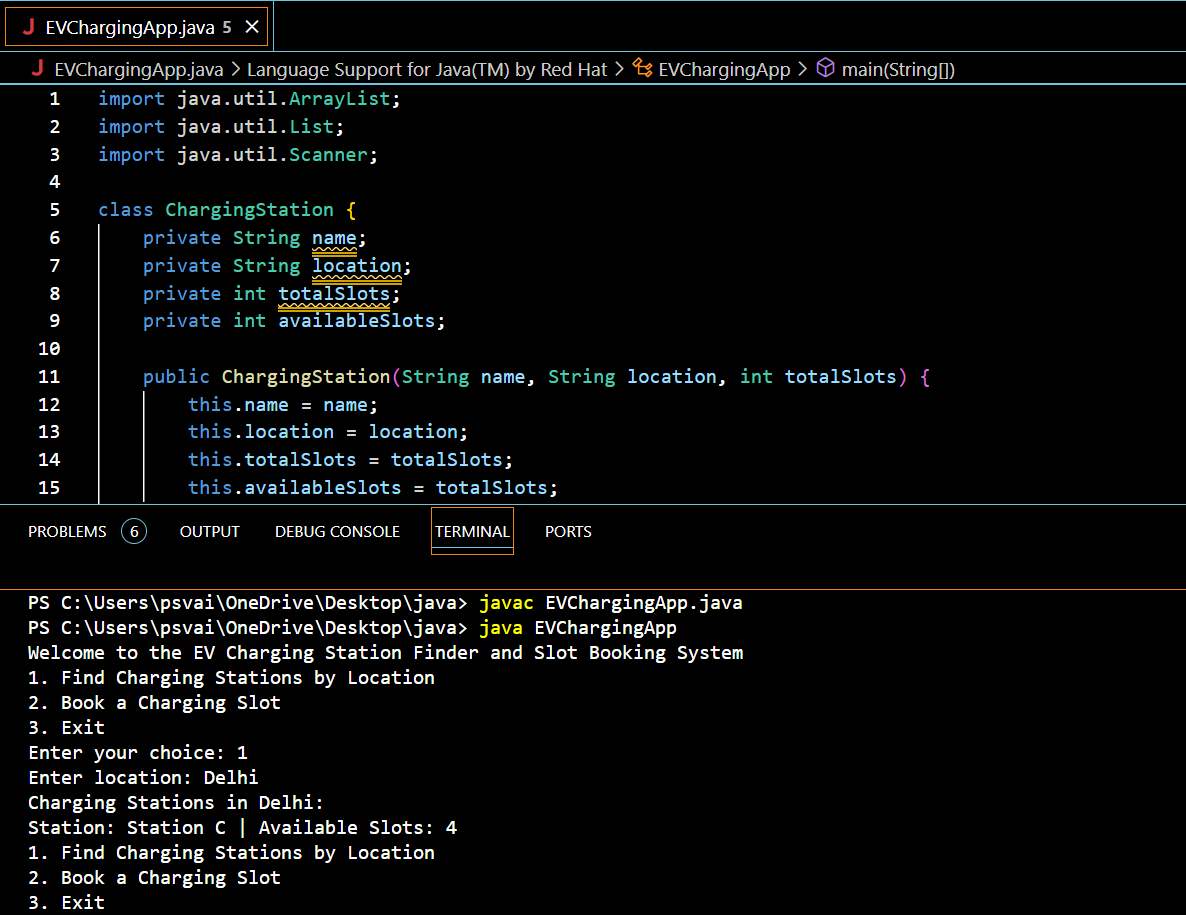 J EVChargingApp.java 5 ✕
J EVChargingApp.java > Language Support for Java(TM) by Red Hat > EVChargingApp > main(String[])
1 import java.util.ArrayList;
2 import java.util.List;
3 import java.util.Scanner;
4
5 class ChargingStation {
6 private String name;
7 private String location;
8 private int totalSlots;
9 private int availableSlots;
10
11 public ChargingStation(String name, String location, int totalSlots) {
12 this.name = name;
13 this.location = location;
14 this.totalSlots = totalSlots;
15 this.availableSlots = totalSlots;
PROBLEMS 6 OUTPUT DEBUG CONSOLE TERMINAL PORTS
PS C:\Users\psvai\OneDrive\Desktop\java> javac EVChargingApp.java
PS C:\Users\psvai\OneDrive\Desktop\java> java EVChargingApp
Welcome to the EV Charging Station Finder and Slot Booking System
1. Find Charging Stations by Location
2. Book a Charging Slot
3. Exit
Enter your choice: 1
Enter location: Delhi
Charging Stations in Delhi:
Station: Station C | Available Slots: 4
1. Find Charging Stations by Location
2. Book a Charging Slot
3. Exit